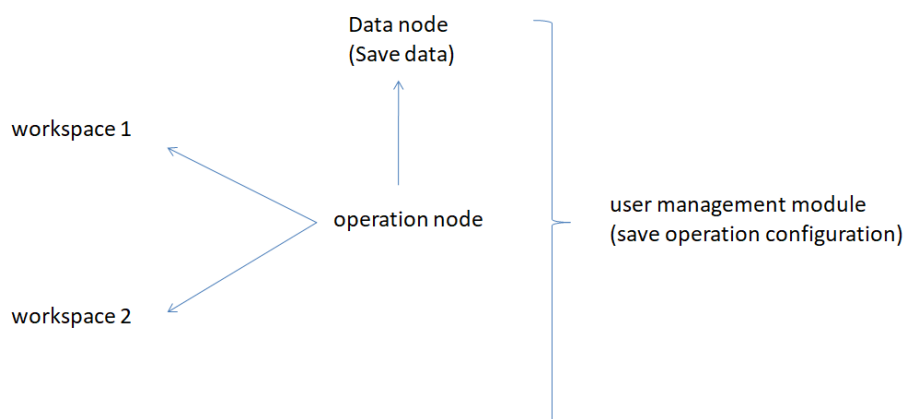 Data node
(Save data)
workspace 1
operation node
user management module
(save operation configuration)
workspace 2